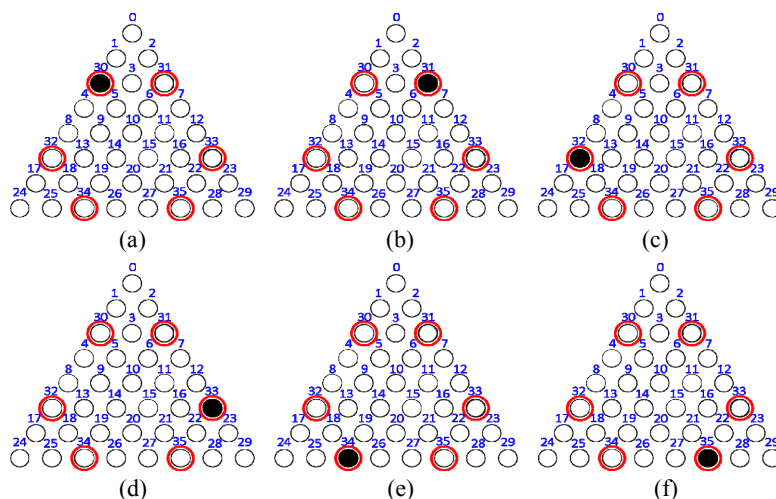 0 0 0
1 2 1 2 1 2
30 3 31 30 3 31 30 3 31
4 5 6 7 4 5 6 7 4 5 6 7
8 9 10 11 12 8 9 10 11 12 8 9 10 11 12
32 13 14 15 16 33 32 13 14 15 16 33 32 13 14 15 16 33
17 18 19 20 21 22 23 17 18 19 20 21 22 23 17 18 19 20 21 22 23
24 25 34 26 27 35 28 29 24 25 34 26 27 35 28 29 24 25 34 26 27 35 28 29
(a) (b) (c)
0 0 0
1 2 1 2 1 2
30 3 31 30 3 31 30 3 31
4 5 6 7 4 5 6 7 4 5 6 7
8 9 10 11 12 8 9 10 11 12 8 9 10 11 12
32 13 14 15 16 33 32 13 14 15 16 33 32 13 14 15 16 33
17 18 19 20 21 22 23 17 18 19 20 21 22 23 17 18 19 20 21 22 23
24 25 34 26 27 35 28 29 24 25 34 26 27 35 28 29 24 25 34 26 27 35 28 29
(d) (e) (f)